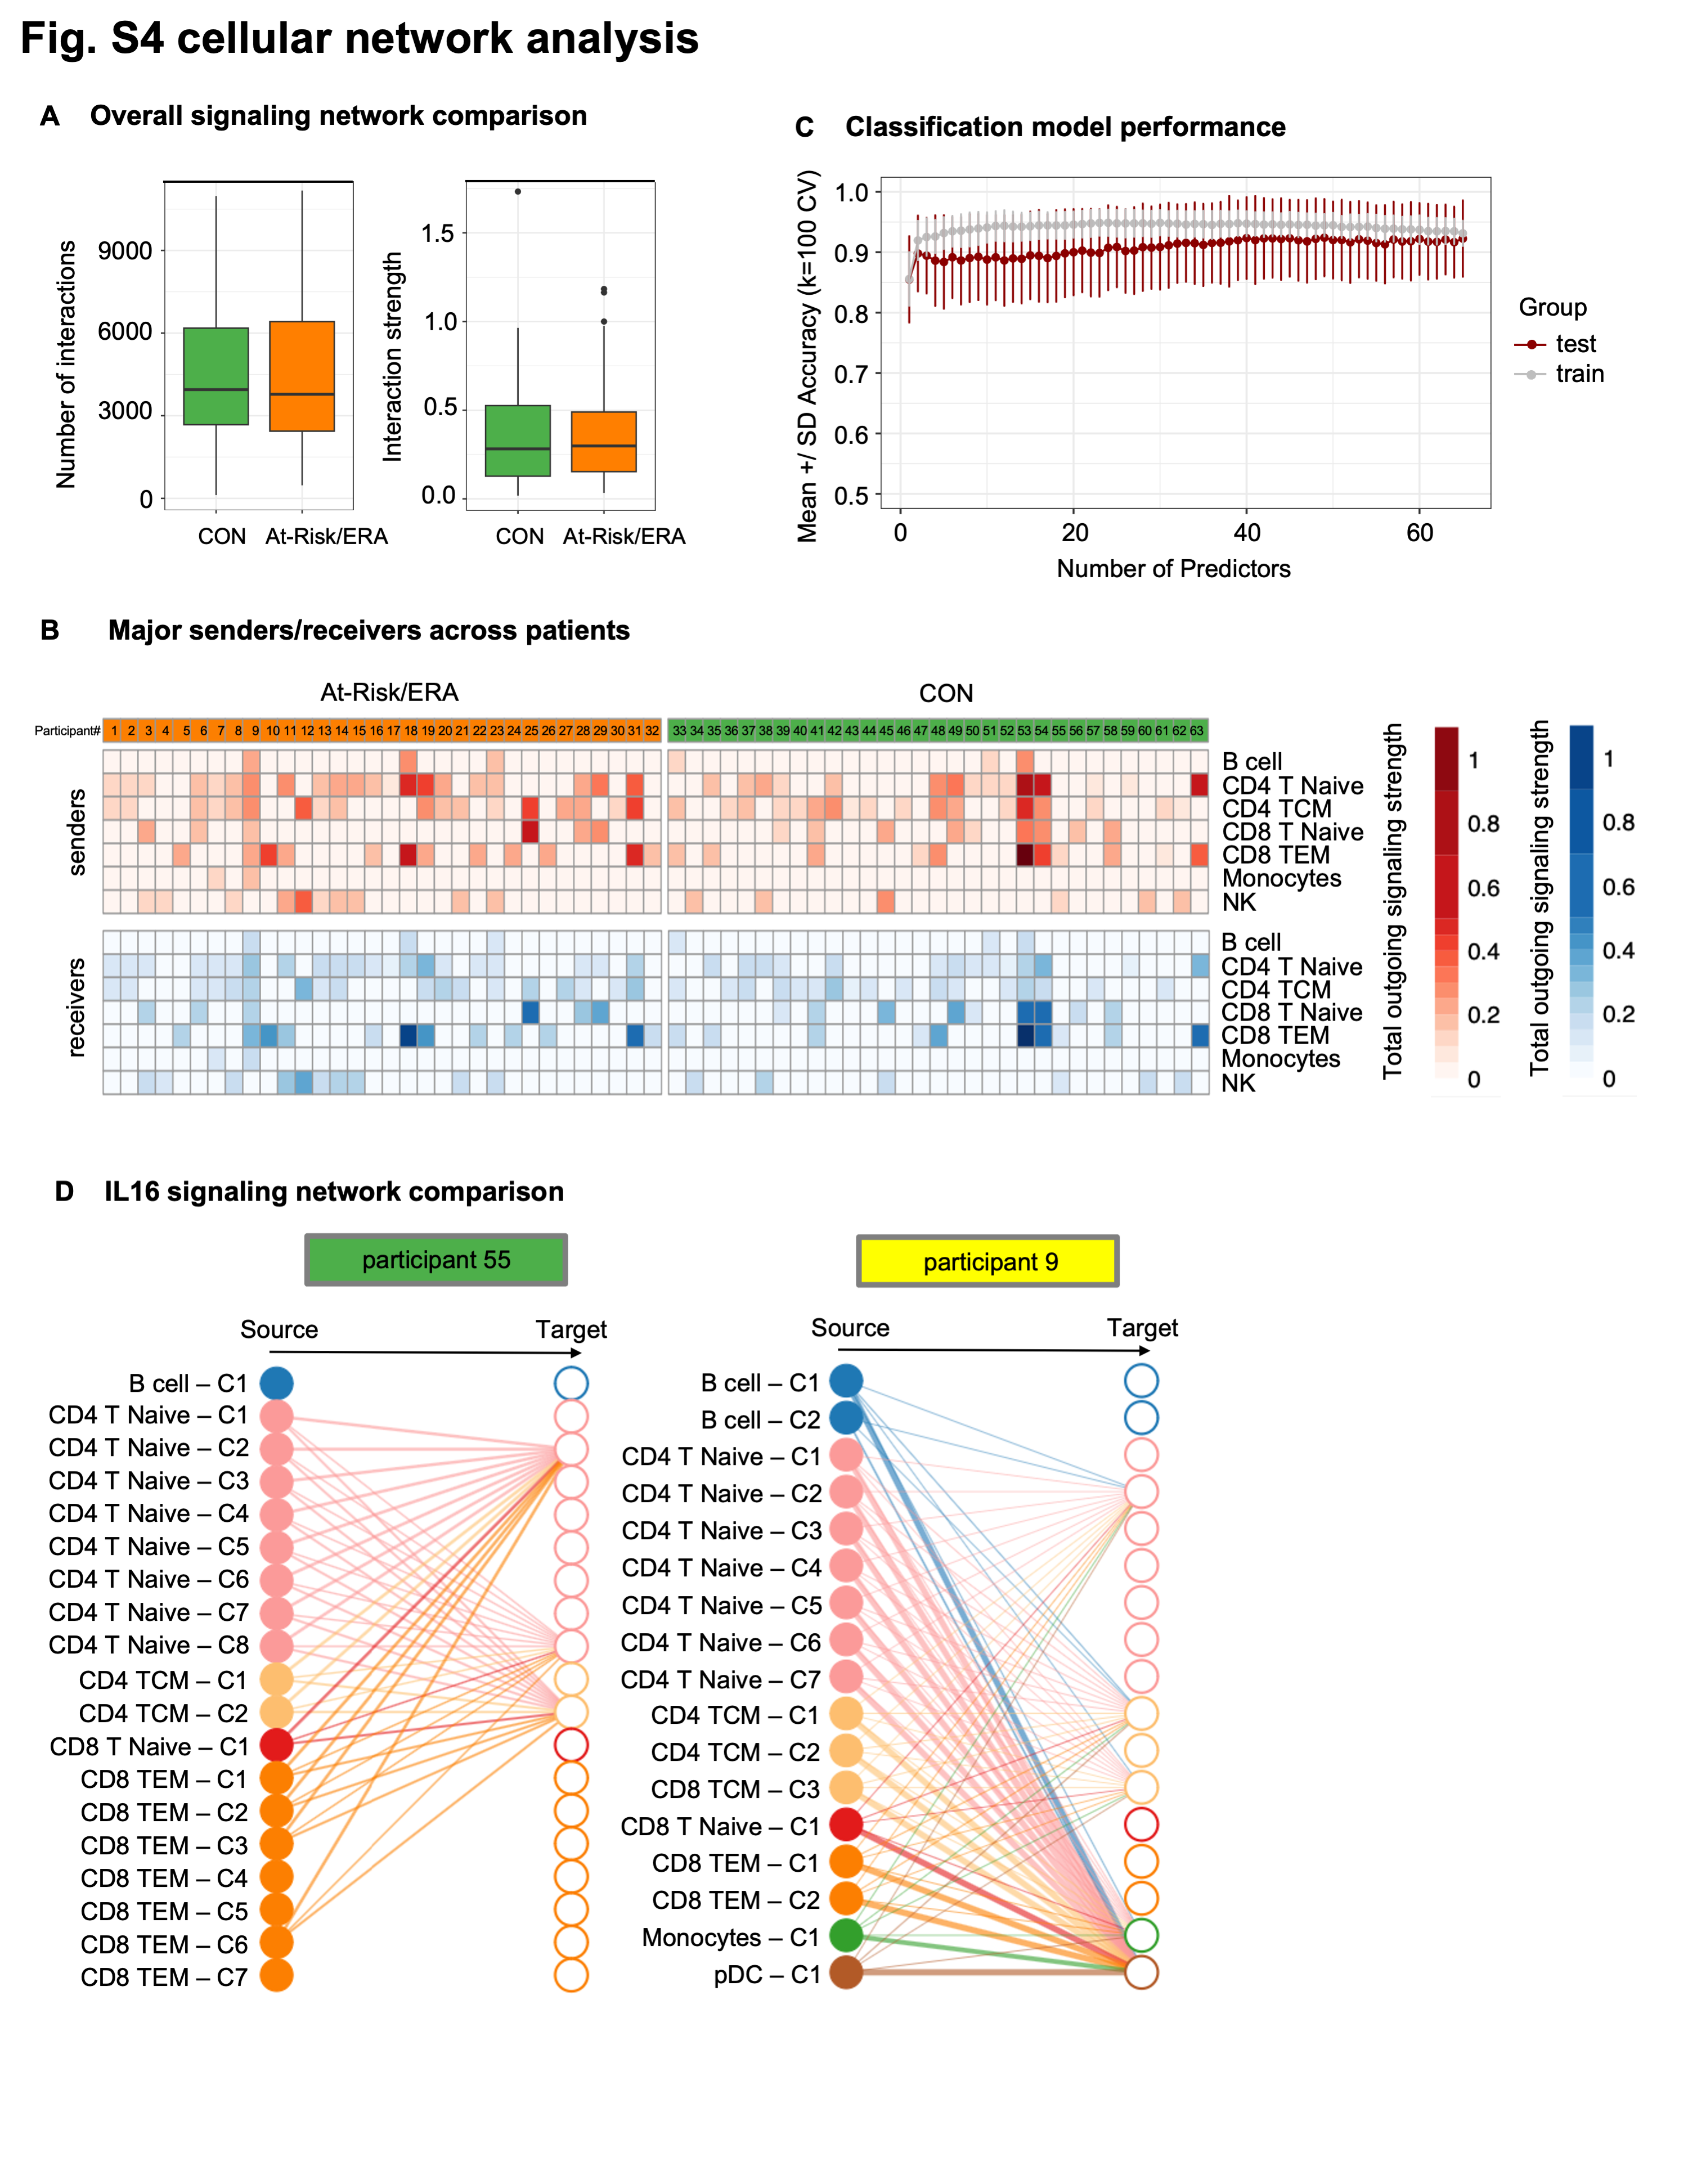 Fig. S4 cellular network analysis
A Overall signaling network comparison
Number of interactions
9000
6000
3000
0
CON At-Risk/ERA
Interaction strength
1.5
1.0
0.5
0.0
CON At-Risk/ERA
C Classification model performance
Mean +/ SD Accuracy (k=100 CV)
1.0
0.9
0.8
0.7
0.6
0.5
0 20 40 60
Number of Predictors
Group
test
train
B Major senders/receivers across patients
At-Risk/ERA CON
Participant# 1 2 3 4 5 6 7 8 9 10 11 12 13 14 15 16 17 18 19 20 21 22 23 24 25 26 27 28 29 30 31 32 33 34 35 36 37 38 39 40 41 42 43 44 45 46 47 48 49 50 51 52 53 54 55 56 57 58 59 60 61 62 63
senders
B cell
CD4 T Naive
CD4 TCM
CD8 T Naive
CD8 TEM
Monocytes
NK
receivers
B cell
CD4 T Naive
CD4 TCM
CD8 T Naive
CD8 TEM
Monocytes
NK
Total outgoing signaling strength
1
0.8
0.6
0.4
0.2
0
Total outgoing signaling strength
1
0.8
0.6
0.4
0.2
0
D IL16 signaling network comparison
participant 55
Source Target
B cell – C1
CD4 T Naive – C1
CD4 T Naive – C2
CD4 T Naive – C3
CD4 T Naive – C4
CD4 T Naive – C5
CD4 T Naive – C6
CD4 T Naive – C7
CD4 T Naive – C8
CD4 TCM – C1
CD4 TCM – C2
CD8 T Naive – C1
CD8 TEM – C1
CD8 TEM – C2
CD8 TEM – C3
CD8 TEM – C4
CD8 TEM – C5
CD8 TEM – C6
CD8 TEM – C7
participant 9
Source Target
B cell – C1
B cell – C2
CD4 T Naive – C1
CD4 T Naive – C2
CD4 T Naive – C3
CD4 T Naive – C4
CD4 T Naive – C5
CD4 T Naive – C6
CD4 T Naive – C7
CD4 TCM – C1
CD4 TCM – C2
CD8 TCM – C3
CD8 T Naive – C1
CD8 TEM – C1
CD8 TEM – C2
Monocytes – C1
pDC – C1